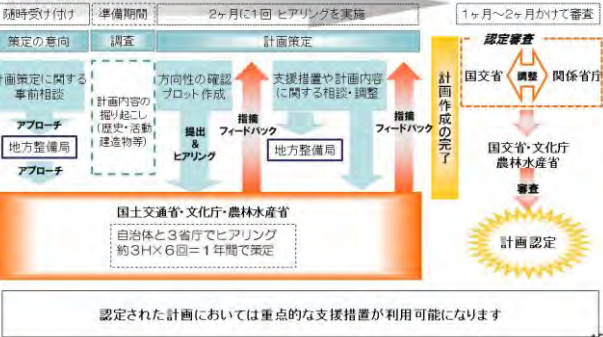 随時受け付け
準備期間
2ヶ月に1回 ヒアリングを実施
1ヶ月～2ヶ月かけて審査
策定の意向
調査
計画策定
計画策定に関する
事前相談
アプローチ
地方整備局
アプローチ
計画内容の
掘り起こし
(歴史・活動
建造物等)
方向性の確認
プロット作成
提出
&
ヒアリング
指摘
フィードバック
支援措置や計画内容
に関する相談・調整
地方整備局
指摘
フィードバック
計画作成の完了
認定審査
国交省
調整
関係省庁
国交省・文化庁
農林水産省
審査
計画認定
国土交通省・文化庁・農林水産省
自治体と3省庁でヒアリング
約3H×6回=1年間で策定
認定された計画においては重点的な支援措置が利用可能になります